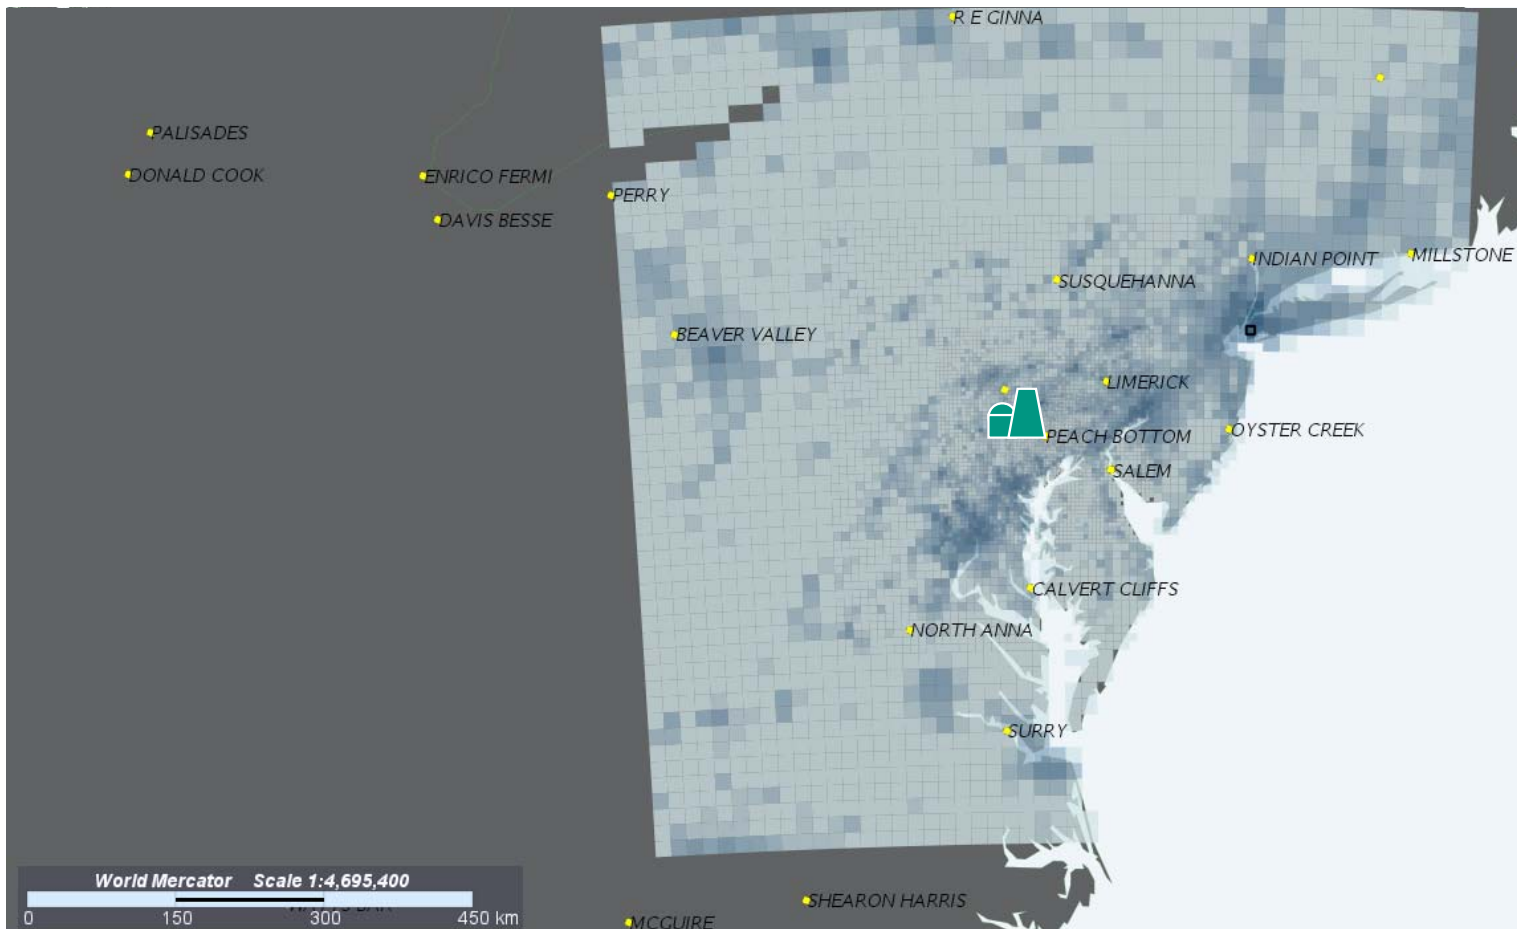 R E GINNA
PALISADES
DONALD COOK
ENRICO FERMI
PERRY
DAVIS BESSE
INDIAN POINT
MILLSTONE
SUSQUEHANNA
BEAVER VALLEY
LIMERICK
PEACH BOTTOM
OYSTER CREEK
SALEM
CALVERT CLIFFS
NORTH ANNA
SURRY
World Mercator Scale 1:4,695,400
SHEARON HARRIS
0 150 300 450 km
MCGUIRE